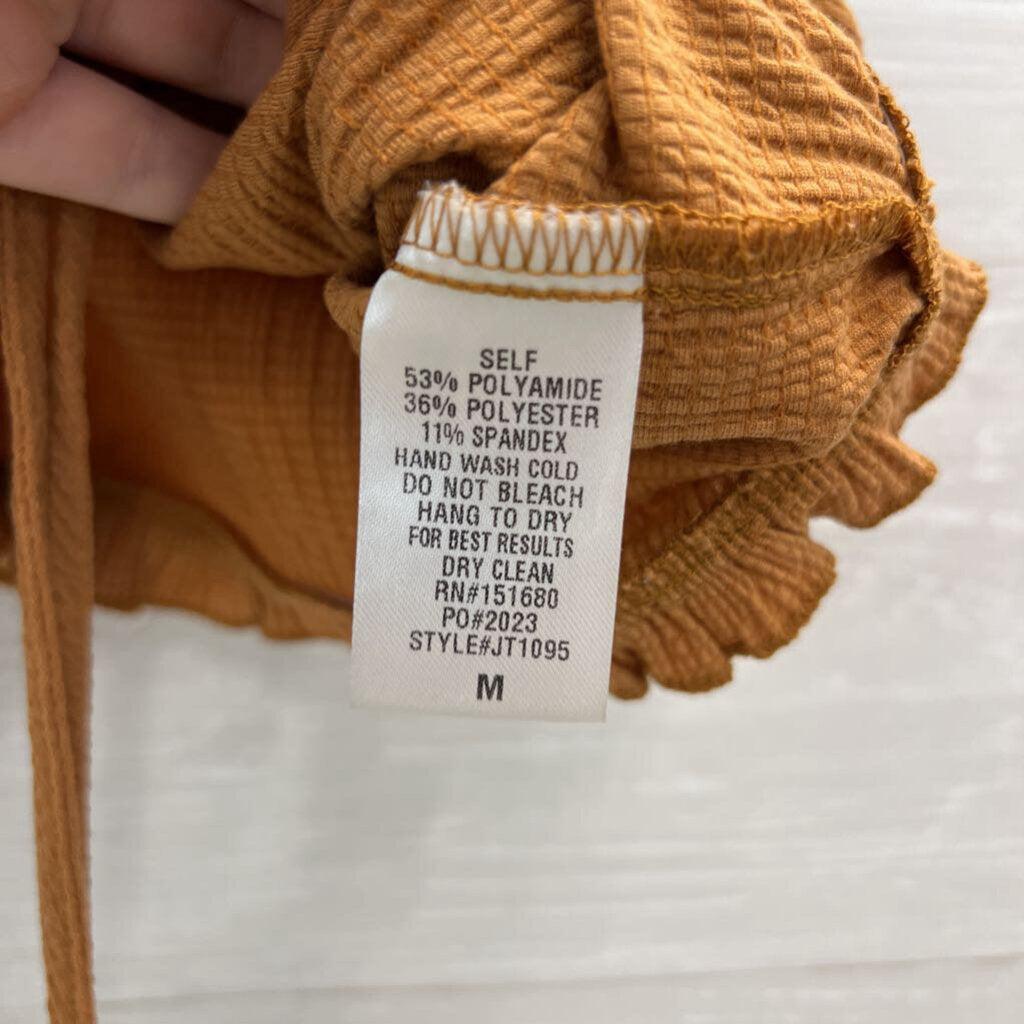 SELF
53% POLYAMIDE
36% POLYESTER
11% SPANDEX
HAND WASH COLD
DO NOT BLEACH
HANG TO DRY
FOR BEST RESULTS
DRY CLEAN
RN#151680
PO#2023
STYLE#JT1095
M